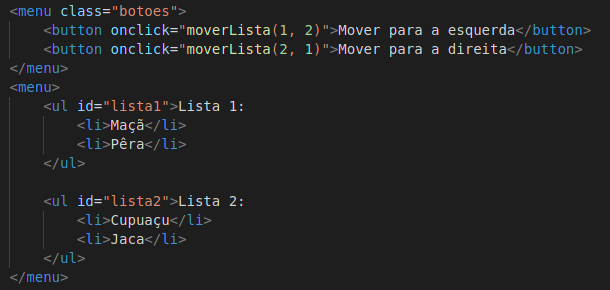 <menu class="botoes">
    <button onclick="moverLista(1, 2)">Mover para a esquerda</button>
    <button onclick="moverLista(2, 1)">Mover para a direita</button>
</menu>
<menu>
    <ul id="lista1">Lista 1:
        <li>Maçã</li>
        <li>Pêra</li>
    </ul>

    <ul id="lista2">Lista 2:
        <li>Cupuaçu</li>
        <li>Jaca</li>
    </ul>
</menu>